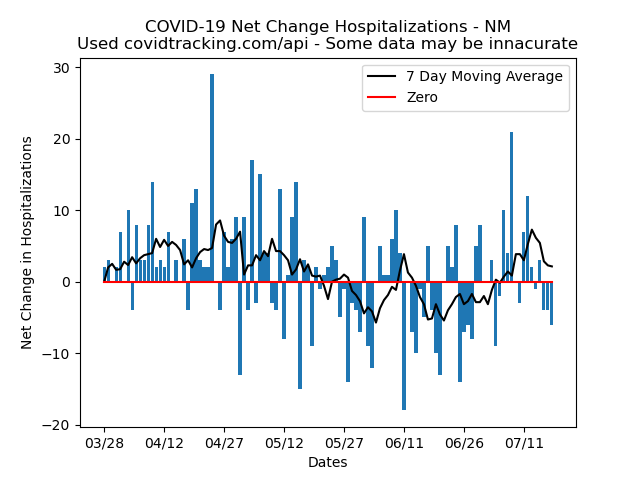 COVID-19 Net Change Hospitalizations - NM
Used covidtracking.com/api - Some data may be innacurate
7 Day Moving Average
Zero
Net Change in Hospitalizations
30
20
10
0
−10
−20
03/28 04/12 04/27 05/12 05/27 06/11 06/26 07/11
Dates